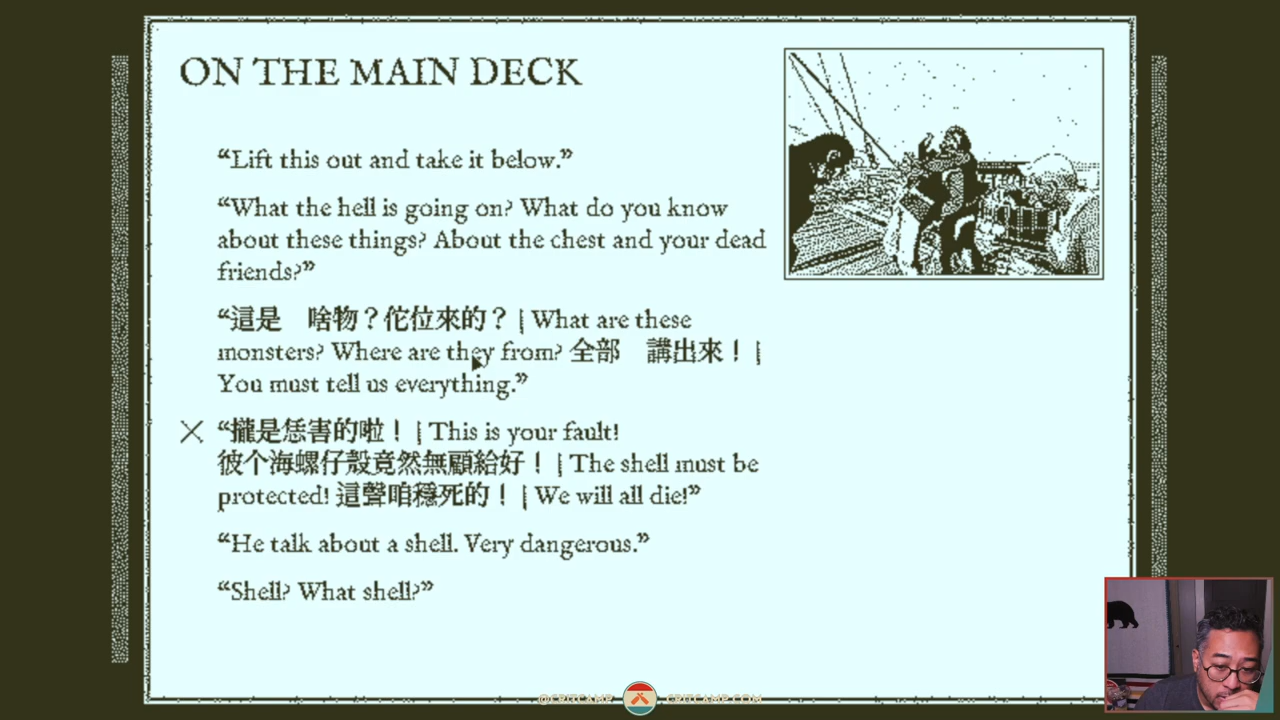 ON THE MAIN DECK
“Lift this out and take it below.”
“What the hell is going on? What do you know
about these things? About the chest and your dead
friends?”
“這是 啥物？佗位來的？ | What are these
monsters? Where are they from? 全部 講出來！ |
You must tell us everything.”
“攏是恁害的啦！ | This is your fault!
彼个海螺仔殼竟然無顧給好！ | The shell must be
protected! 這聲咱穩死的！ | We will all die!”
“He talk about a shell. Very dangerous.”
“Shell? What shell?”
@CRITCAMP CRITCAMP.COM